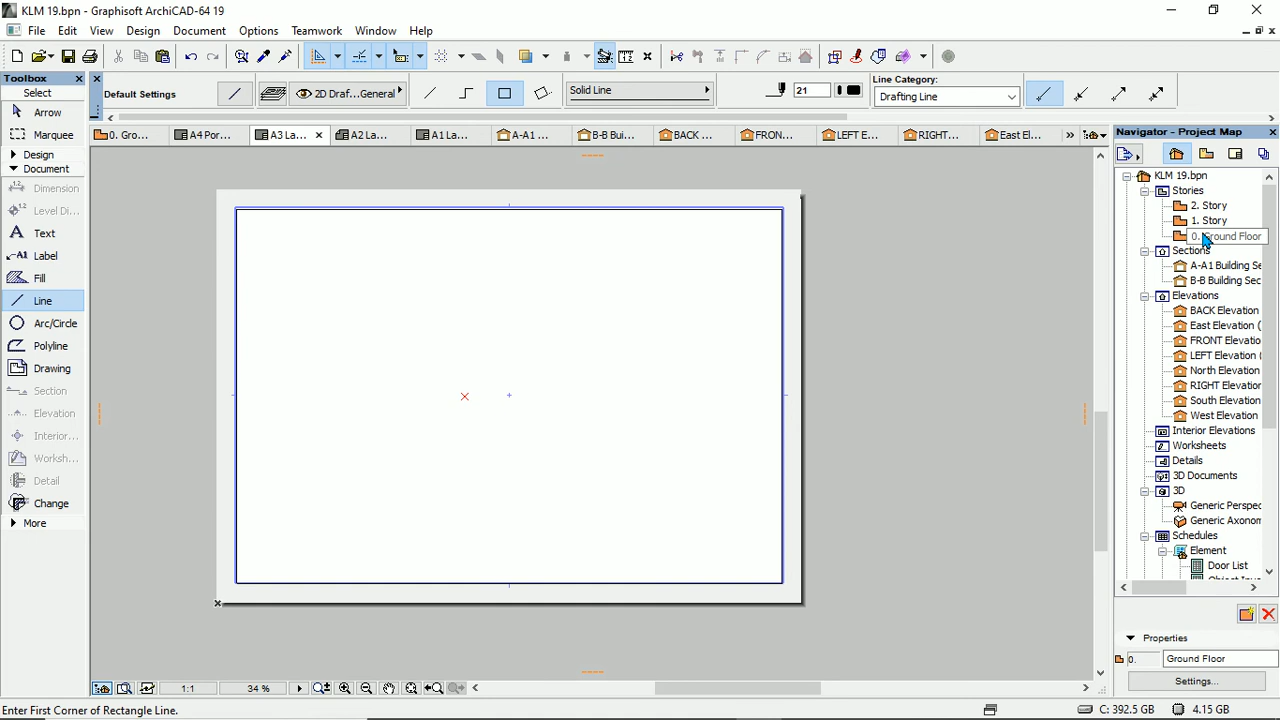 KLM 19.bpn - Graphisoft ArchiCAD-64 19
File Edit View Design Document Options Teamwork Window Help
Toolbox
Select
Arrow
Marquee
Design
Document
Dimension
Level Di...
Text
Label
Fill
Line
Arc/Circle
Polyline
Drawing
Section
Elevation
Interior...
Worksh...
Detail
Change
More
Default Settings
2D Draf...General
Solid Line
21
Line Category:
Drafting Line
0. Gro...
A4 Por...
A3 La...
A2 La...
A1 La...
A-A1 ...
B-B Bui...
BACK ...
FRON...
LEFT E...
RIGHT...
East El...
Navigator - Project Map
KLM 19.bpn
Stories
2. Story
1. Story
0. Ground Floor
Sections
A-A1 Building Se
B-B Building Sec
Elevations
BACK Elevation
East Elevation (
FRONT Elevatio
LEFT Elevation (
North Elevation
RIGHT Elevation
South Elevation
West Elevation
Interior Elevations
Worksheets
Details
3D Documents
3D
Generic Perspec
Generic Axonom
Schedules
Element
Door List
Properties
0.
Ground Floor
Settings...
1:1
34 %
Enter First Corner of Rectangle Line.
C: 392.5 GB
4.15 GB